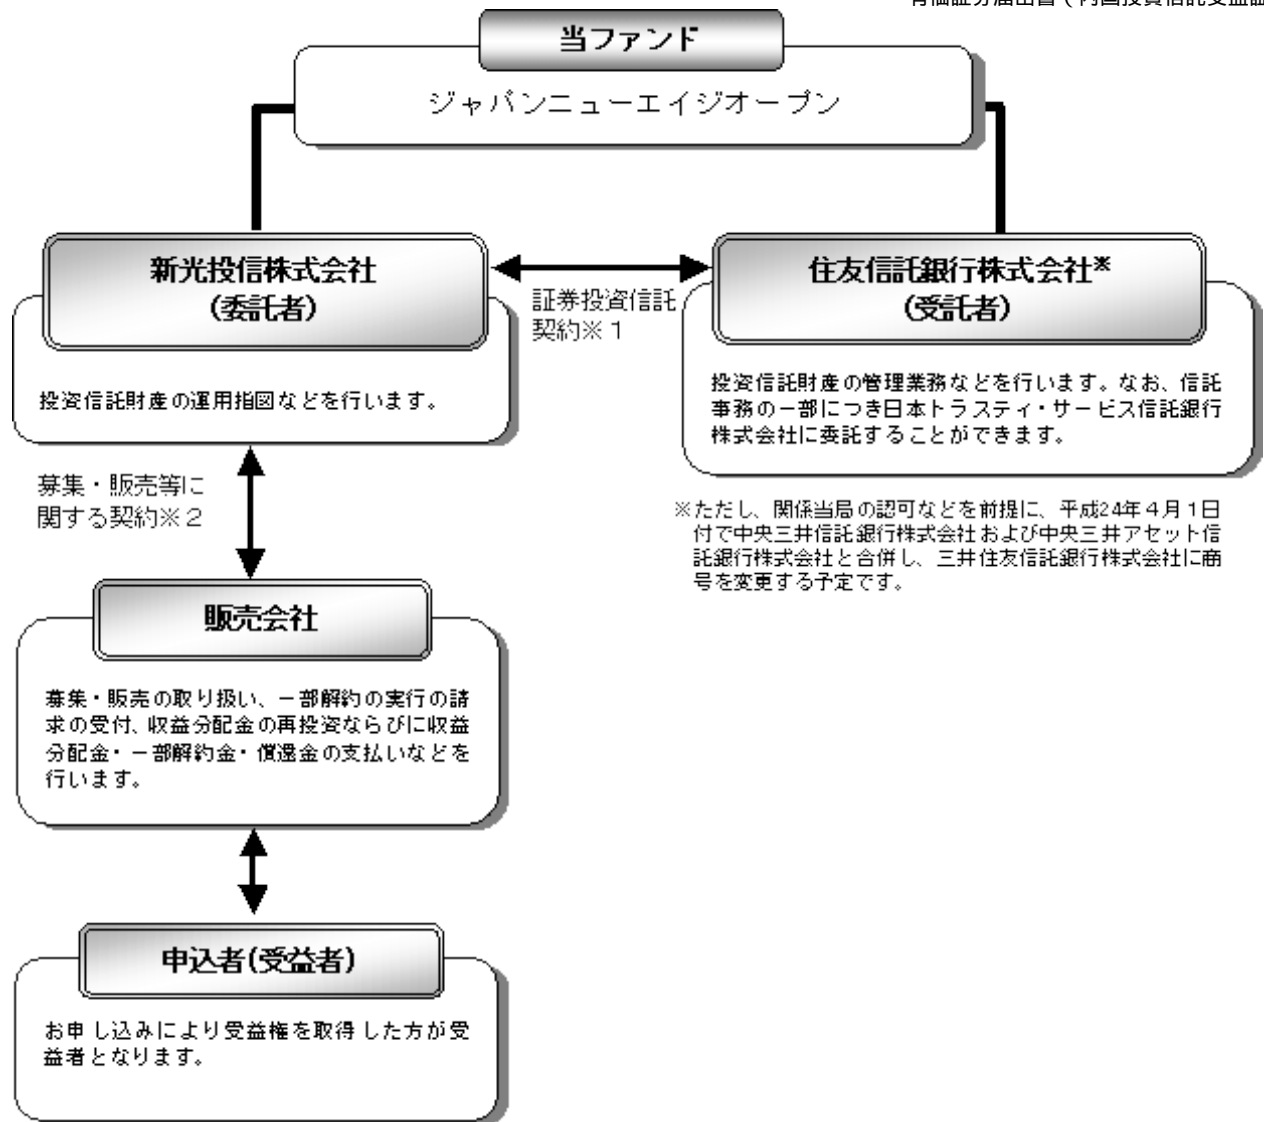 当ファンド
ジャパンニューエイジオープン
新光投信株式会社
(委託者)
投資信託財産の運用指図などを行います。
証券投資信託
契約※1
住友信託銀行株式会社※
(受託者)
投資信託財産の管理業務などを行います。なお、信託
事務の一部につき日本トラスティ・サービス信託銀行
株式会社に委託することができます。
※ただし、関係当局の認可などを前提に、平成24年4月1日
付で中央三井信託銀行株式会社および中央三井アセット信
託銀行株式会社と合併し、三井住友信託銀行株式会社に商
号を変更する予定です。
募集・販売等に
関する契約※2
販売会社
募集・販売の取り扱い、一部解約の実行の請
求の受付、収益分配金の再投資ならびに収益
分配金・一部解約金・償還金の支払いなどを
行います。
申込者(受益者)
お申し込みにより受益権を取得した方が受
益者となります。